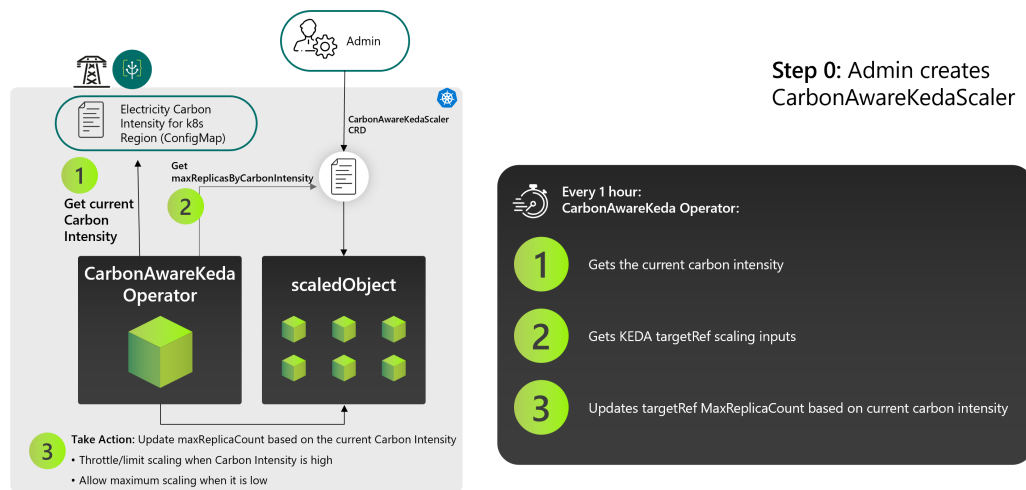 Admin
Step 0: Admin creates
CarbonAwareKedaScaler
Electricity Carbon
Intensity for k8s
Region (ConfigMap)
CarbonAwareKedaScaler
CRD
1
Get current
Carbon
Intensity
Get
maxReplicasByCarbonIntensity
2
CarbonAwareKeda
Operator
scaledObject
3
Take Action: Update maxReplicaCount based on the current Carbon Intensity
• Throttle/limit scaling when Carbon Intensity is high
• Allow maximum scaling when it is low
Every 1 hour:
CarbonAwareKeda Operator:
1
Gets the current carbon intensity
2
Gets KEDA targetRef scaling inputs
3
Updates targetRef MaxReplicaCount based on current carbon intensity